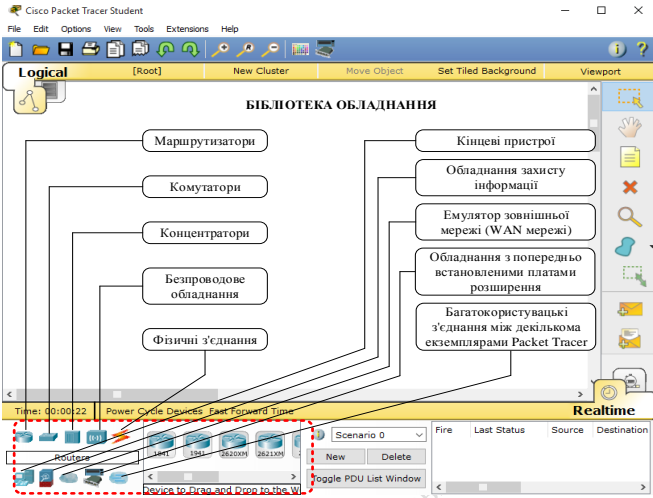 Cisco Packet Tracer Student
File Edit Options View Tools Extensions Help
Logical [Root] New Cluster Move Object Set Tiled Background Viewport
БІБЛІОТЕКА ОБЛАДНАННЯ
Маршрутизатори
Комутатори
Концентратори
Безпроводове
обладнання
Фізичні з'єднання
Кінцеві пристрої
Обладнання захисту
інформації
Емулятор зовнішньої
мережі (WAN мережі)
Обладнання з попередньо
встановленими платами
розширення
Багатокористувацькі
з'єднання між декількома
екземплярами Packet Tracer
Time: 00:00:22 Power Cycle Devices Fast Forward Time
Realtime
Routers
1841 1941 2620XM 2621XM
Device to Drag and Drop to the W
Scenario 0
New Delete
Toggle PDU List Window
Fire Last Status Source Destination